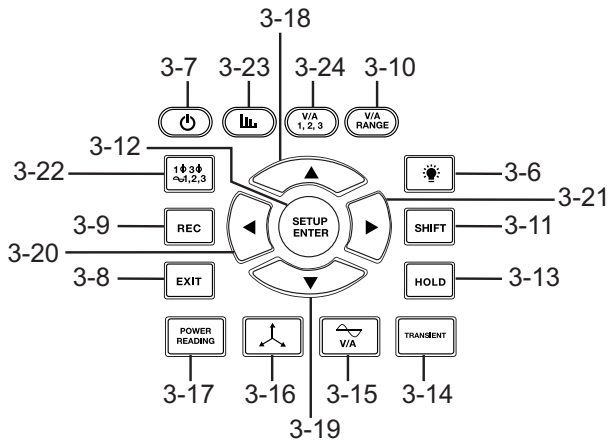 3-18
3-7
3-23
3-24
3-10
V/A
1, 2, 3
V/A
RANGE
3-12
3-22
1ϕ 3ϕ
∿1,2,3
3-6
3-21
SETUP
ENTER
3-9
REC
SHIFT
3-11
3-20
3-8
EXIT
HOLD
3-13
POWER
READING
V/A
TRANSIENT
3-17
3-16
3-15
3-14
3-19